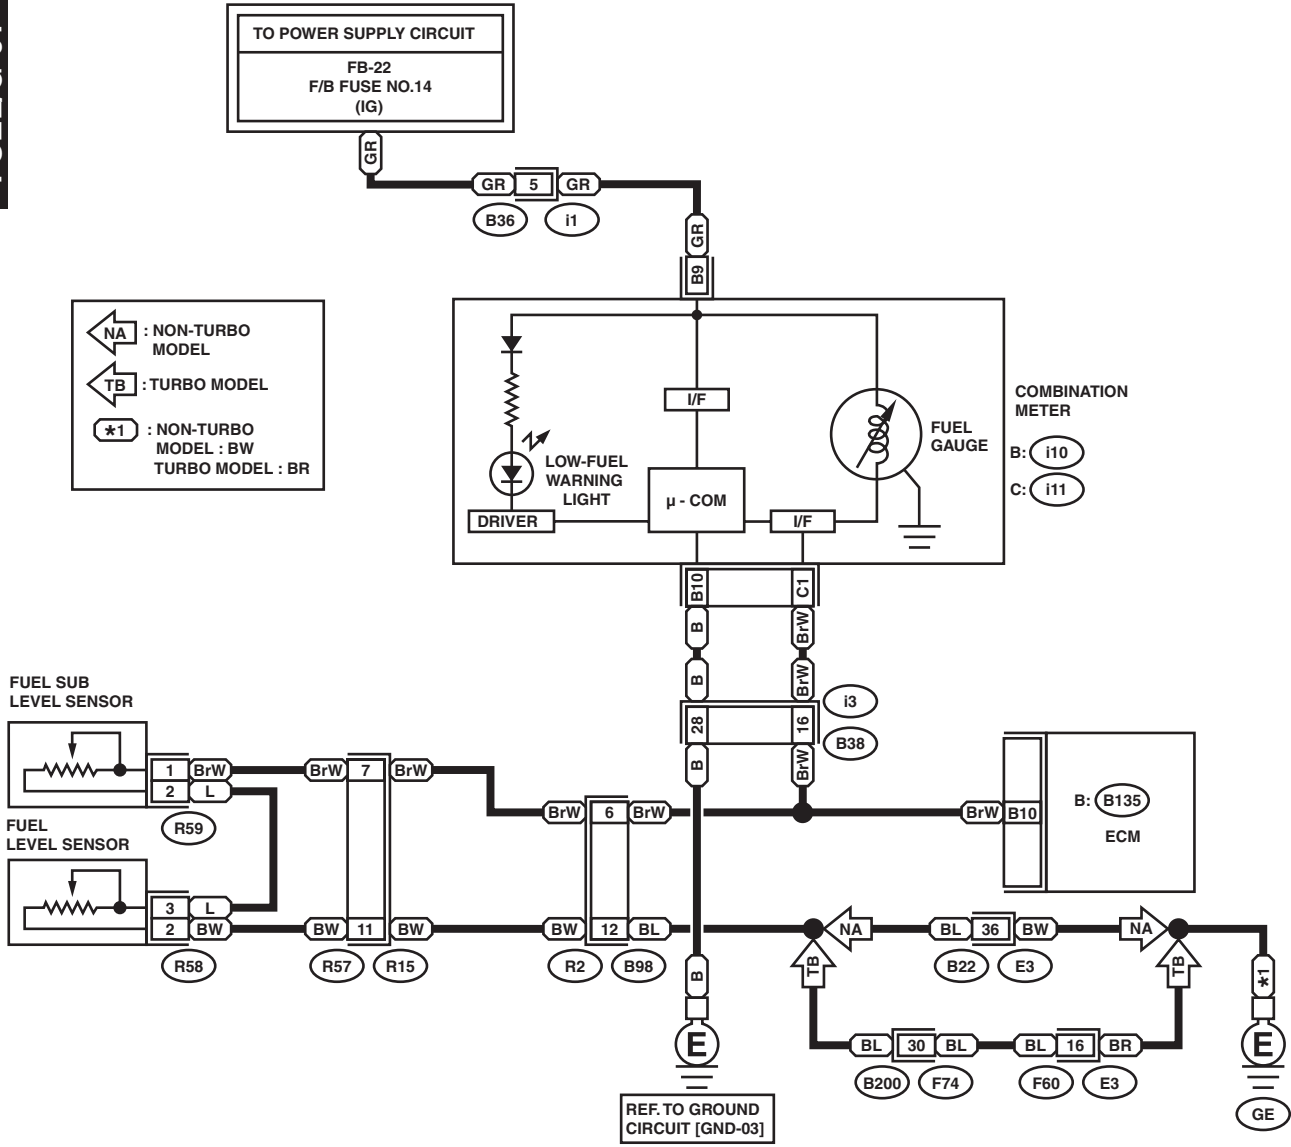 TO POWER SUPPLY CIRCUIT
FB-22
F/B FUSE NO.14
(IG)
GR
GR 5 GR
B36 i1
GR
B9
NA : NON-TURBO
MODEL
TB : TURBO MODEL
*1 : NON-TURBO
MODEL : BW
TURBO MODEL : BR
I/F
LOW-FUEL
WARNING
LIGHT
DRIVER
µ - COM
I/F
FUEL
GAUGE
COMBINATION
METER
B: i10
C: i11
B10 C1
B BrW
B BrW
28 16
i3
B38
B BrW
FUEL SUB
LEVEL SENSOR
1 BrW BrW 7 BrW
2 L
R59
BrW 6 BrW
BrW B10
B: B135
ECM
FUEL
LEVEL SENSOR
3 L
2 BW BW 11 BW BW 12 BL NA BL 36 BW NA
R58 R57 R15 R2 B98 B22 E3
B TB TB *1
E
BL 30 BL BL 16 BR
E
B200 F74 F60 E3
GE
REF. TO GROUND
CIRCUIT [GND-03]